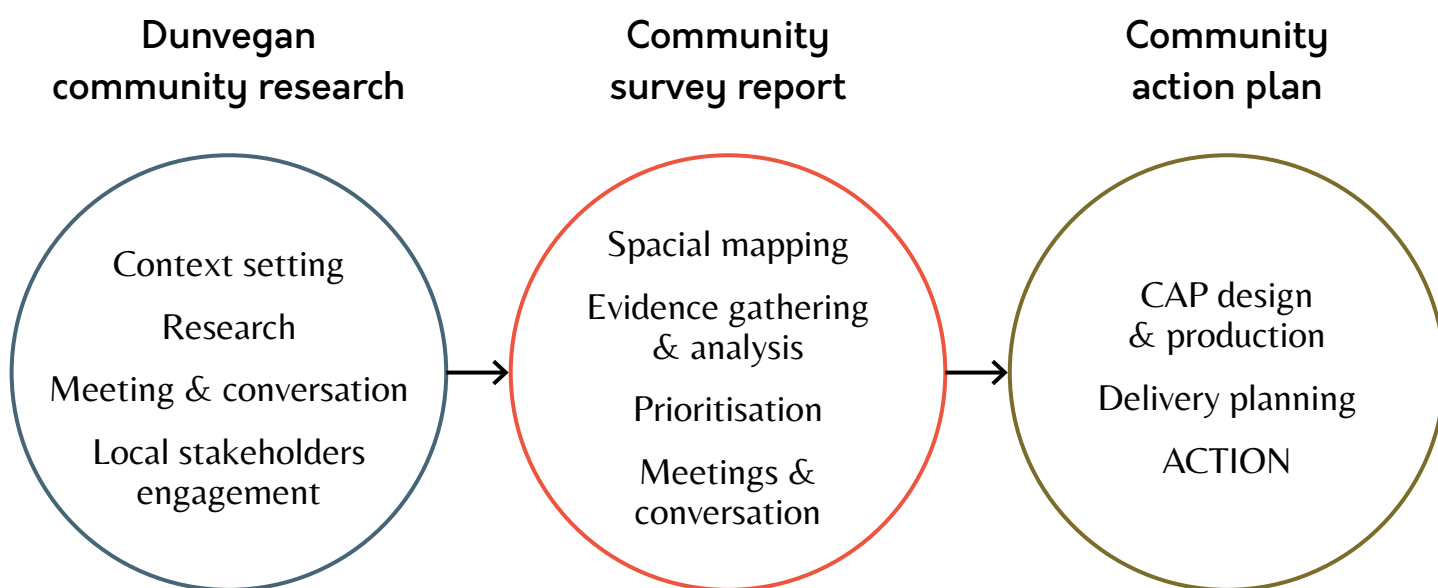 Dunvegan
community research
Context setting
Research
Meeting & conversation
Local stakeholders
engagement
Community
survey report
Spacial mapping
Evidence gathering
& analysis
Prioritisation
Meetings &
conversation
Community
action plan
CAP design
& production
Delivery planning
ACTION